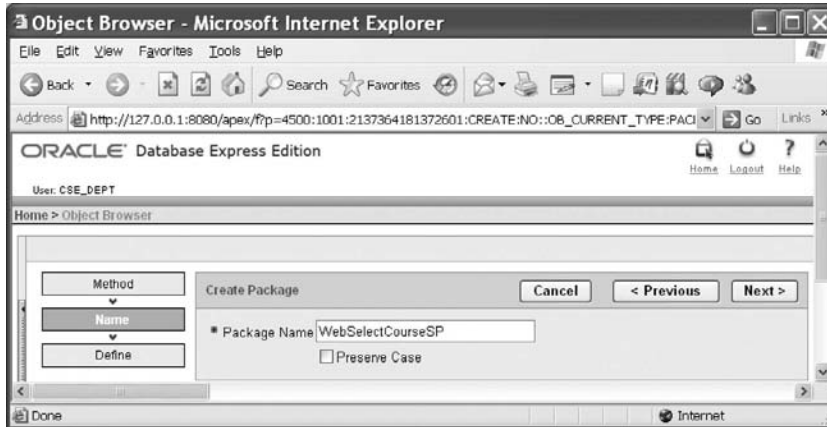 Object Browser - Microsoft Internet Explorer
File Edit View Favorites Tools Help
Back Search Favorites
Address http://127.0.0.1:8080/apex/f?p=4500:1001:2137364181372601:CREATE:NO::OB_CURRENT_TYPE:PACI Go Links
ORACLE Database Express Edition
Home Logout Help
User: CSE_DEPT
Home > Object Browser
Method
Name
Define
Create Package Cancel < Previous Next >
* Package Name WebSelectCourseSP
Preserve Case
Done Internet